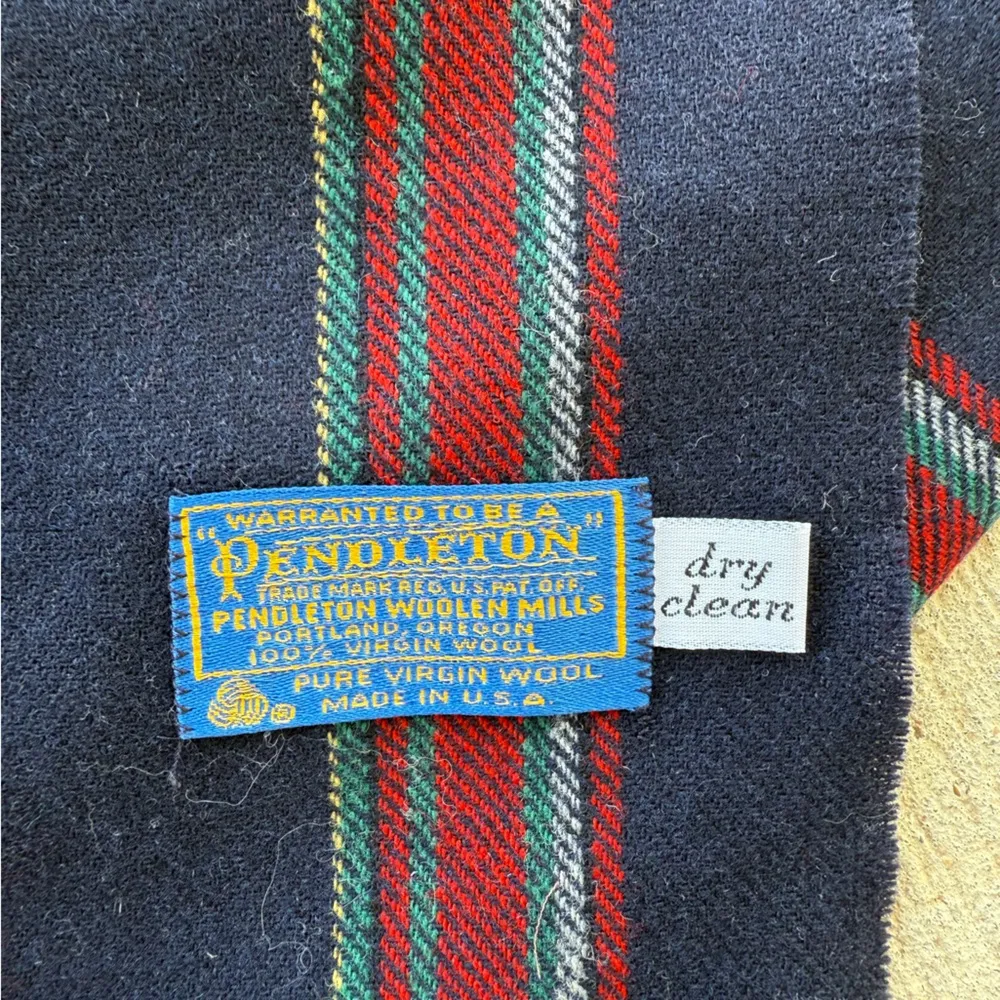 WARRANTED TO BE A
"PENDLETON"
TRADE MARK REG. U.S. PAT. OFF.
PENDLETON WOOLEN MILLS
PORTLAND, OREGON
100% VIRGIN WOOL
PURE VIRGIN WOOL
® MADE IN U.S.A.
dry
clean